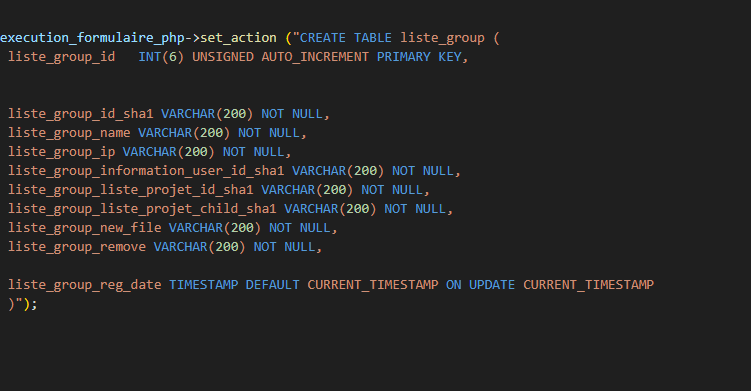 execution_formulaire_php->set_action ("CREATE TABLE liste_group (
liste_group_id   INT(6) UNSIGNED AUTO_INCREMENT PRIMARY KEY,
liste_group_id_sha1 VARCHAR(200) NOT NULL,
liste_group_name VARCHAR(200) NOT NULL,
liste_group_ip VARCHAR(200) NOT NULL,
liste_group_information_user_id_sha1 VARCHAR(200) NOT NULL,
liste_group_liste_projet_id_sha1 VARCHAR(200) NOT NULL,
liste_group_liste_projet_child_sha1 VARCHAR(200) NOT NULL,
liste_group_new_file VARCHAR(200) NOT NULL,
liste_group_remove VARCHAR(200) NOT NULL,
liste_group_reg_date TIMESTAMP DEFAULT CURRENT_TIMESTAMP ON UPDATE CURRENT_TIMESTAMP
)");